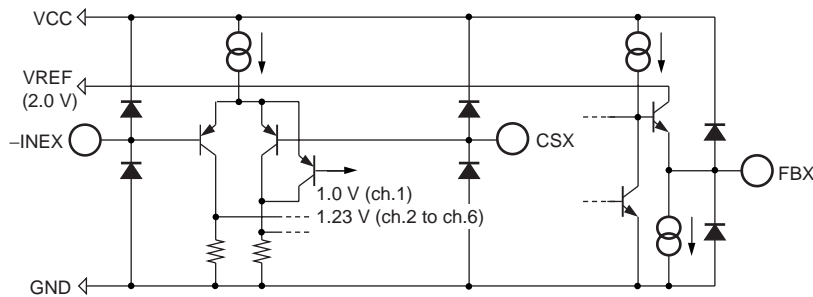 VCC
VREF
(2.0 V)
–INEX
CSX
FBX
1.0 V (ch.1)
1.23 V (ch.2 to ch.6)
GND